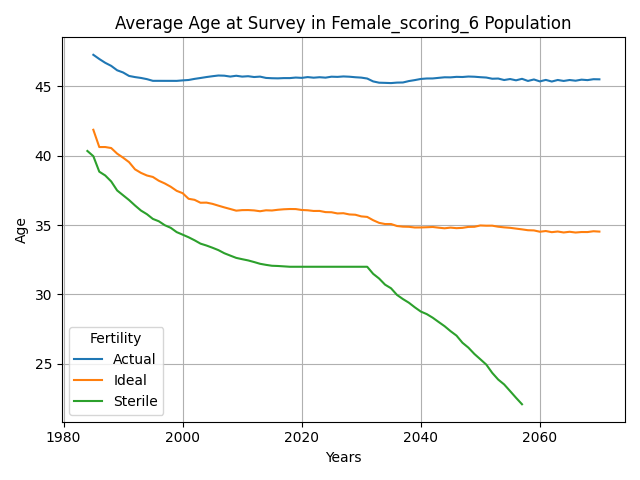 Average Age at Survey in Female_scoring_6 Population
Age
45
40
35
30
25
Fertility
Actual
Ideal
Sterile
1980
2000
2020
2040
2060
Years